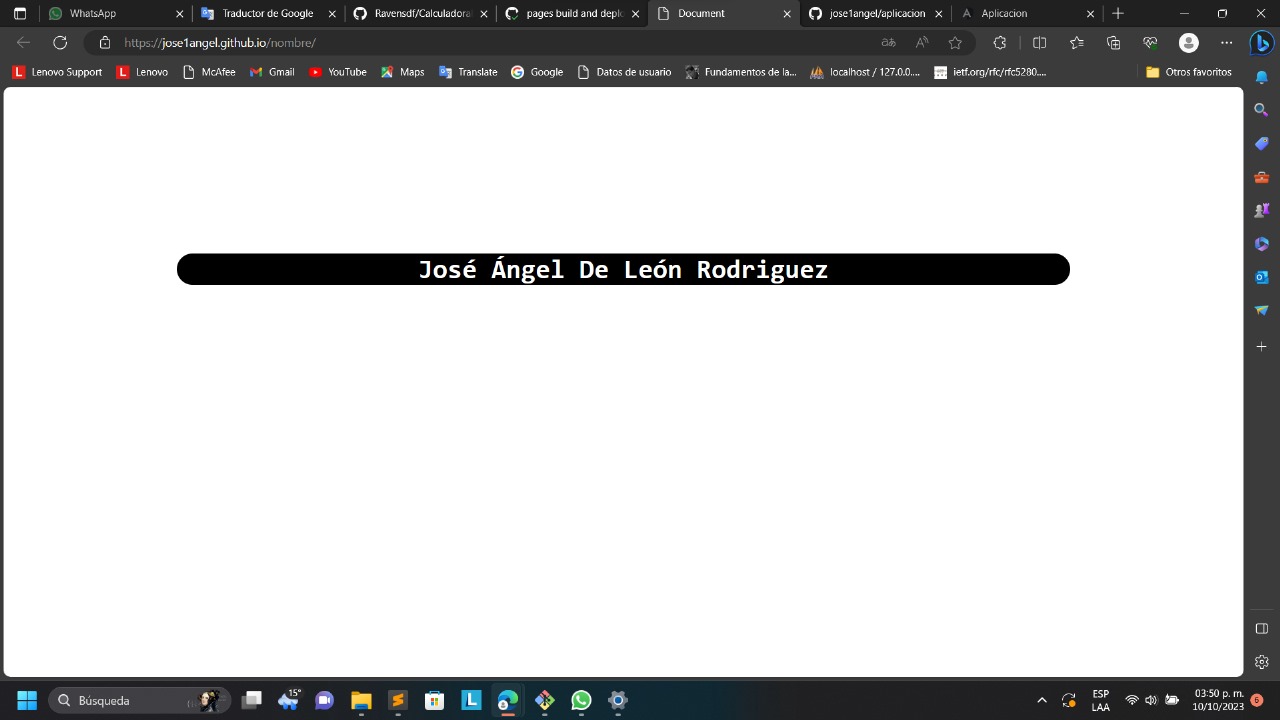 WhatsApp
Traductor de Google
Ravensdf/Calculadora
pages build and deplo
Document
jose1angel/aplicacion
Aplicacion
https://jose1angel.github.io/nombre/
Lenovo Support
Lenovo
McAfee
Gmail
YouTube
Maps
Translate
Google
Datos de usuario
Fundamentos de la...
localhost / 127.0.0....
ietf.org/rfc/rfc5280....
Otros favoritos
José Ángel De León Rodriguez
Búsqueda
15°
ESP
LAA
03:50 p. m.
10/10/2023
6